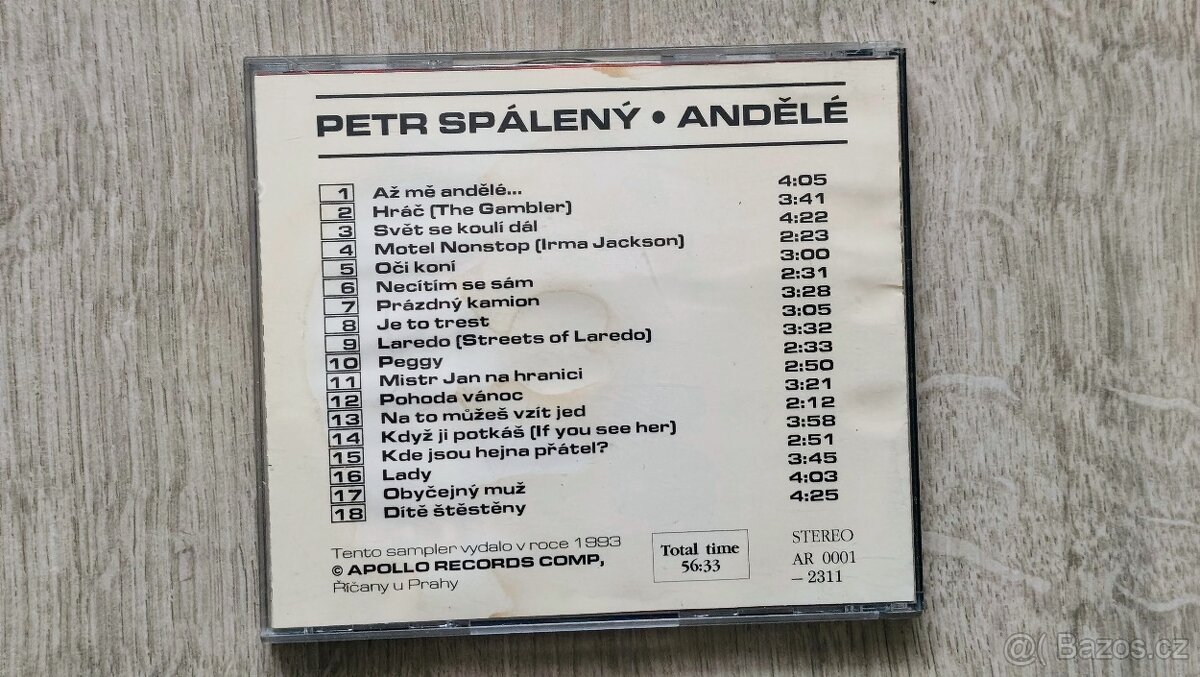 PETR SPÁLENÝ • ANDĚLÉ
1 Až mě andělé... 4:05
2 Hráč (The Gambler) 3:41
3 Svět se koulí dál 4:22
4 Motel Nonstop (Irma Jackson) 2:23
5 Oči koní 3:00
6 Necítím se sám 2:31
7 Prázdný kamion 3:28
8 Je to trest 3:05
9 Laredo (Streets of Laredo) 3:32
10 Peggy 2:33
11 Mistr Jan na hranici 2:50
12 Pohoda vánoc 3:21
13 Na to můžeš vzít jed 2:12
14 Když ji potkáš (If you see her) 3:58
15 Kde jsou hejna přátel? 2:51
16 Lady 3:45
17 Obyčejný muž 4:03
18 Dítě štěstěny 4:25
Tento sampler vydalo v roce 1993
© APOLLO RECORDS COMP,
Říčany u Prahy
Total time
56:33
STEREO
AR 0001
– 2311
@( Bazos.cz